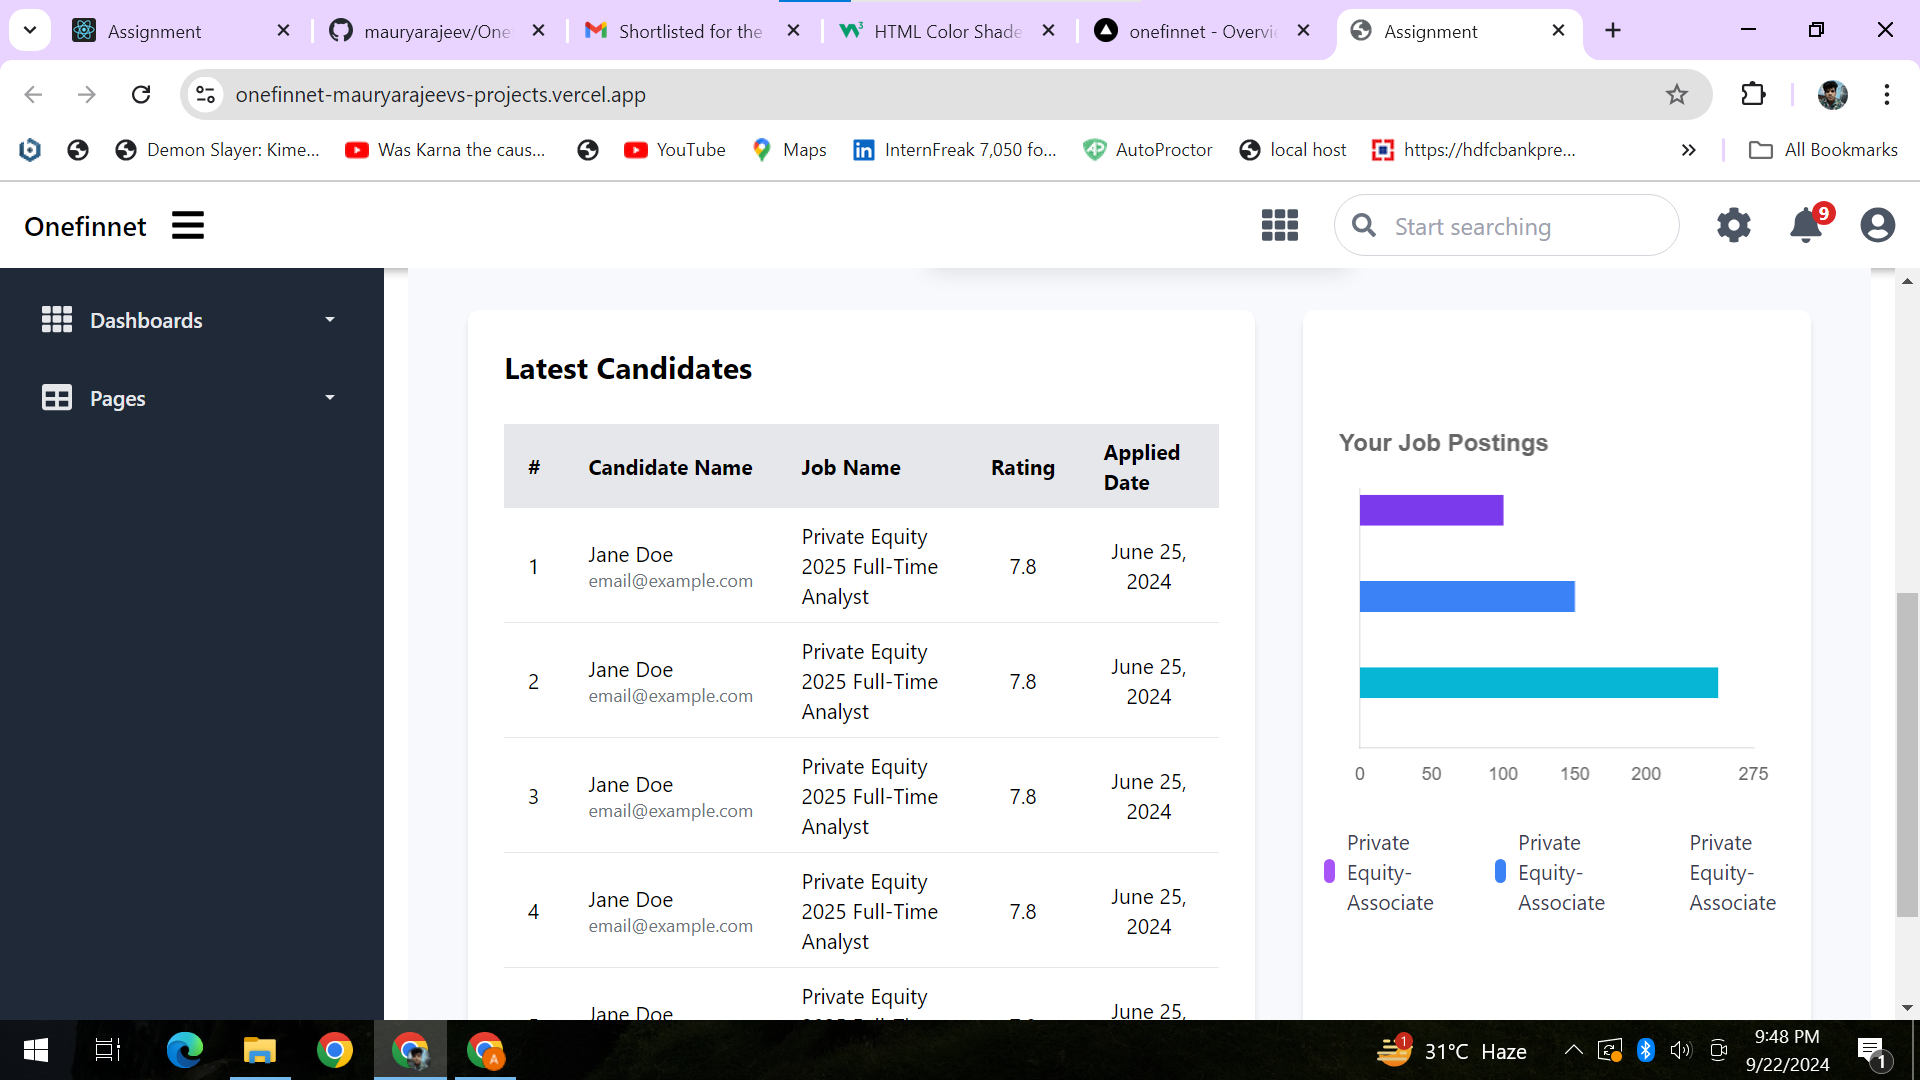 Assignment
mauryarajeev/One
Shortlisted for the
HTML Color Shade
onefinnet - Overvie
Assignment
onefinnet-mauryarajeevs-projects.vercel.app
Demon Slayer: Kime...
Was Karna the caus...
YouTube
Maps
InternFreak 7,050 fo...
AutoProctor
local host
https://hdfcbankpre...
All Bookmarks
Onefinnet
Start searching
9
Dashboards
Pages
Latest Candidates
# Candidate Name Job Name Rating Applied Date
1 Jane Doe email@example.com Private Equity 2025 Full-Time Analyst 7.8 June 25, 2024
2 Jane Doe email@example.com Private Equity 2025 Full-Time Analyst 7.8 June 25, 2024
3 Jane Doe email@example.com Private Equity 2025 Full-Time Analyst 7.8 June 25, 2024
4 Jane Doe email@example.com Private Equity 2025 Full-Time Analyst 7.8 June 25, 2024
Jane Doe Private Equity June 25,
Your Job Postings
0 50 100 150 200 275
Private Equity-Associate
Private Equity-Associate
Private Equity-Associate
1
31°C Haze
9:48 PM
9/22/2024
1